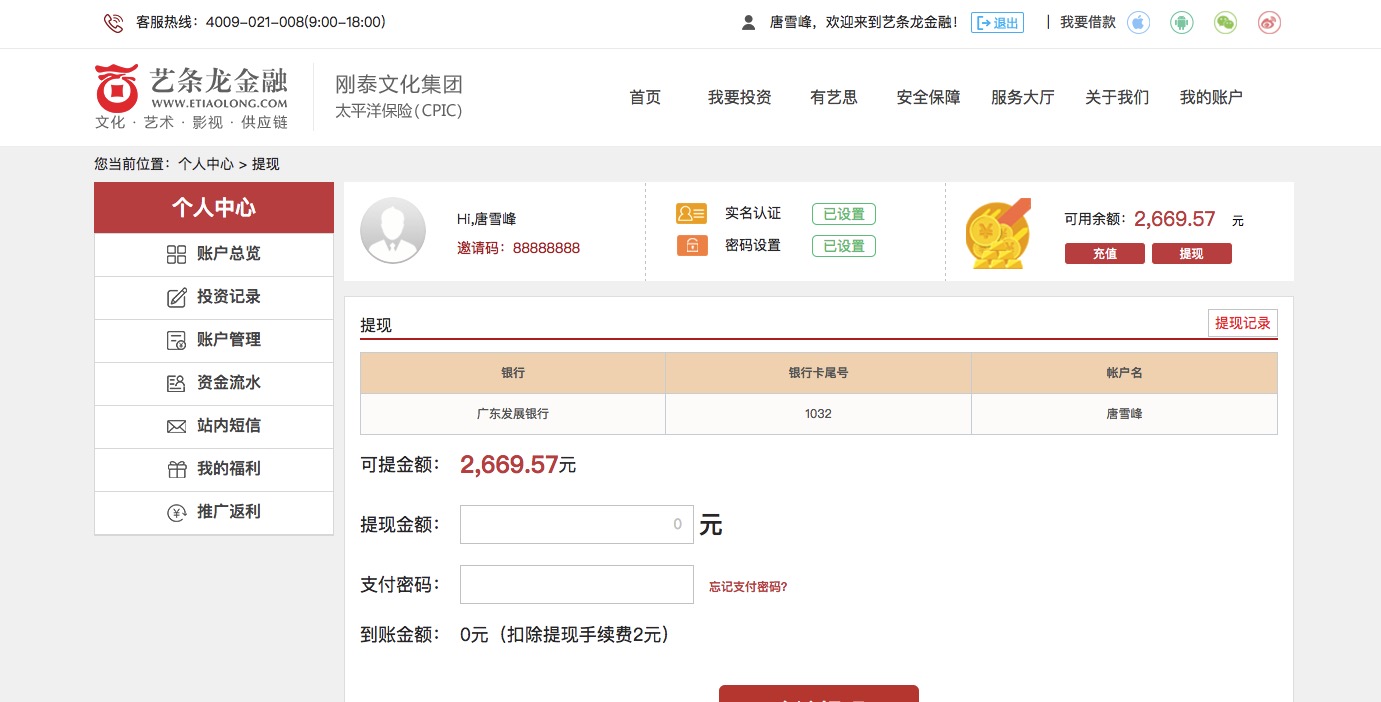 客服热线：4009-021-008(9:00-18:00)
唐雪峰，欢迎来到艺条龙金融！ 退出 | 我要借款
艺条龙金融
WWW.ETIAOLONG.COM
文化 · 艺术 · 影视 · 供应链
刚泰文化集团
太平洋保险(CPIC)
首页 我要投资 有艺思 安全保障 服务大厅 关于我们 我的账户
您当前位置：个人中心 > 提现
个人中心
账户总览
投资记录
账户管理
资金流水
站内短信
我的福利
推广返利
Hi,唐雪峰
邀请码：88888888
实名认证 已设置
密码设置 已设置
可用余额：2,669.57 元
充值 提现
提现 提现记录
银行 银行卡尾号 帐户名
广东发展银行 1032 唐雪峰
可提金额：2,669.57元
提现金额：0 元
支付密码： 忘记支付密码?
到账金额：0元（扣除提现手续费2元）